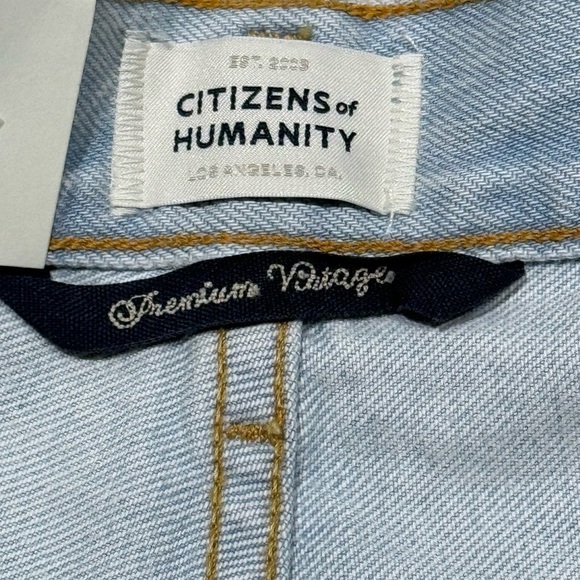 EST. 2003
CITIZENS of
HUMANITY
LOS ANGELES, CA.
Premium Vintage